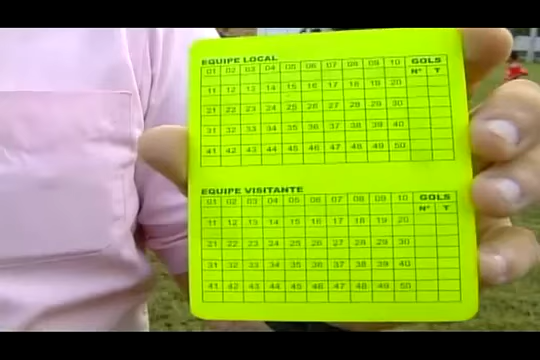 EQUIPE LOCAL
01 02 03 04 05 06 07 08 09 10 GOLS
Nº T
11 12 13 14 15 16 17 18 19 20
21 22 23 24 25 26 27 28 29 30
31 32 33 34 35 36 37 38 39 40
41 42 43 44 45 46 47 48 49 50
EQUIPE VISITANTE
01 02 03 04 05 06 07 08 09 10 GOLS
Nº T
11 12 13 14 15 16 17 18 19 20
21 22 23 24 25 26 27 28 29 30
31 32 33 34 35 36 37 38 39 40
41 42 43 44 45 46 47 48 49 50